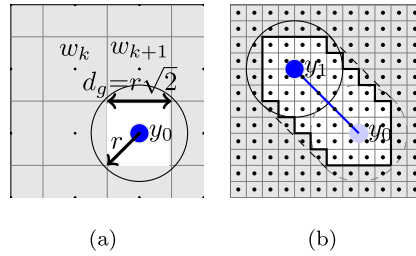 w_k w_{k+1}
d_g=r√2
r y_0
y_1
y_0
(a) (b)